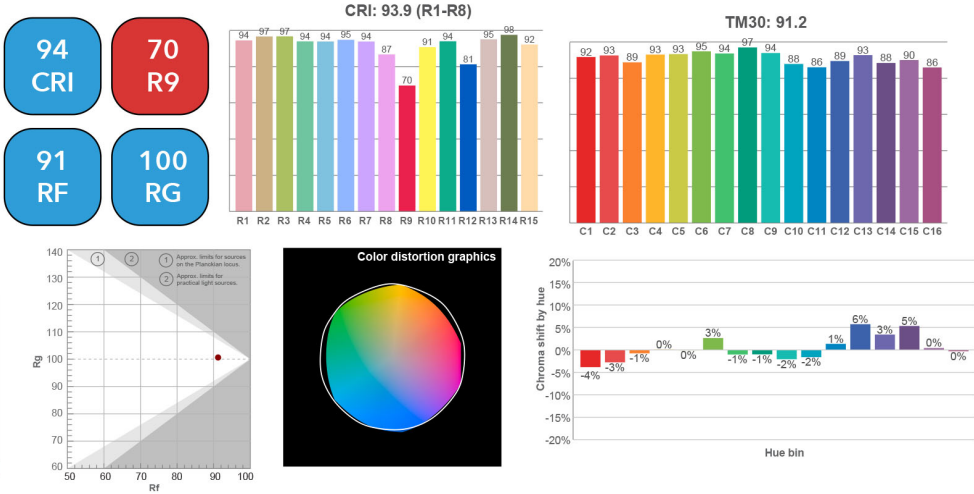 94
CRI
70
R9
91
RF
100
RG
CRI: 93.9 (R1-R8)
94 97 97 94 94 95 94 87 70 91 94 81 95 98 92
R1 R2 R3 R4 R5 R6 R7 R8 R9 R10 R11 R12 R13 R14 R15
TM30: 91.2
92 93 89 93 93 95 94 97 94 88 86 89 93 88 90 86
C1 C2 C3 C4 C5 C6 C7 C8 C9 C10 C11 C12 C13 C14 C15 C16
140
130
120
110
100
90
80
70
60
Rg
1 2
1 Approx. limits for sources
on the Planckian locus.
2 Approx. limits for
practical light sources.
50 60 70 80 90 100
Rf
Color distortion graphics
Chroma shift by hue
20%
15%
10%
5%
0%
-5%
-10%
-15%
-20%
-4% -3% -1% 0% 0% 3% -1% -1% -2% -2% 1% 6% 3% 5% 0% 0%
Hue bin